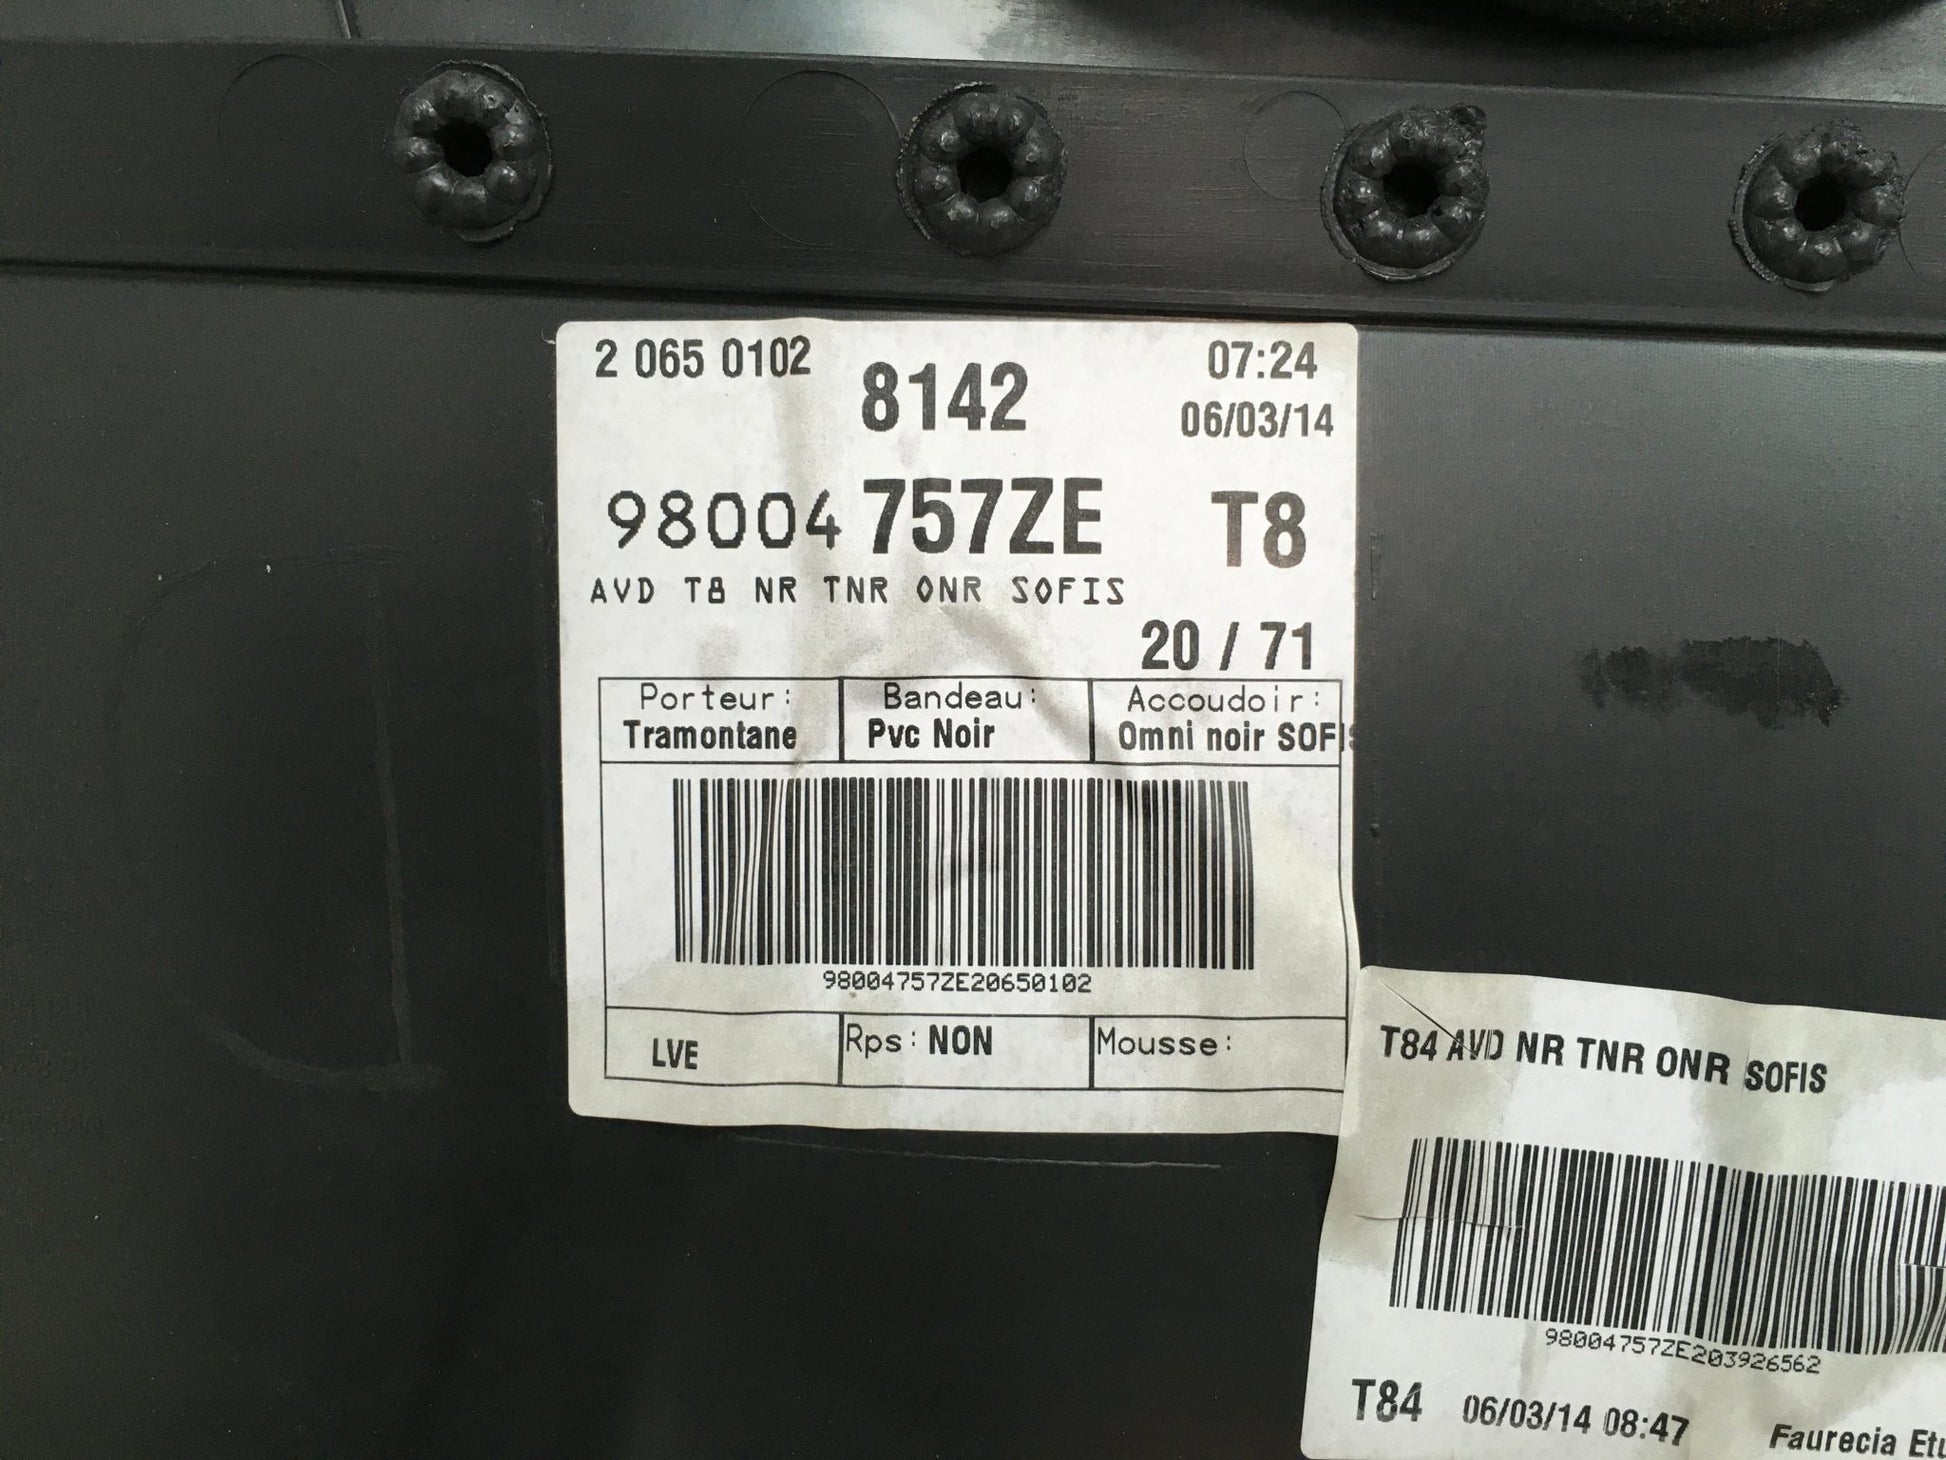 2 065 0102
8142
07:24
06/03/14
98004 757ZE
T8
AVD T8 NR TNR ONR SOFIS
20 / 71
Porteur:
Tramontane
Bandeau:
Pvc Noir
Accoudoir:
Omni noir SOFIS
98004757ZE20650102
LVE
Rps: NON
Mousse:
T84 AVD NR TNR ONR SOFIS
98004757ZE203926562
T84 06/03/14 08:47
Faurecia